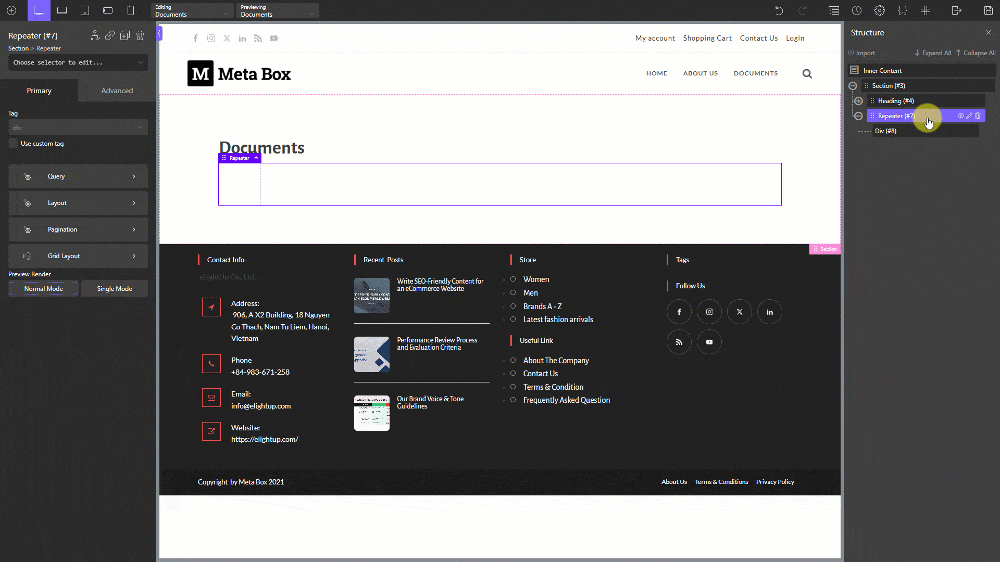 Editing
Documents
Previewing
Documents
Repeater (#7)
Section > Repeater
Choose selector to edit...
Primary
Advanced
Tag
div
Use custom tag
Query
Layout
Pagination
Grid Layout
Preview Render
Normal Mode
Single Mode
My account
Shopping Cart
Contact Us
Login
M Meta Box
HOME
ABOUT US
DOCUMENTS
Documents
Repeater
Section
Contact Info
eLightUp Co., Ltd.
Address:
906, A X2 Building, 18 Nguyen
Co Thach, Nam Tu Liem, Hanoi,
Vietnam
Phone
+84-983-671-258
Email:
info@elightup.com
Website:
https://elightup.com/
Recent Posts
Write SEO-Friendly Content for
an eCommerce Website
Performance Review Process
and Evaluation Criteria
Our Brand Voice & Tone
Guidelines
Store
Women
Men
Brands A - Z
Latest fashion arrivals
Useful Link
About The Company
Contact Us
Terms & Condition
Frequently Asked Question
Tags
Follow Us
Copyright by Meta Box 2021
About Us
Terms & Conditions
Privacy Policy
Structure
Import
Expand All
Collapse All
Inner Content
Section (#3)
Heading (#4)
Repeater (#7)
Div (#8)